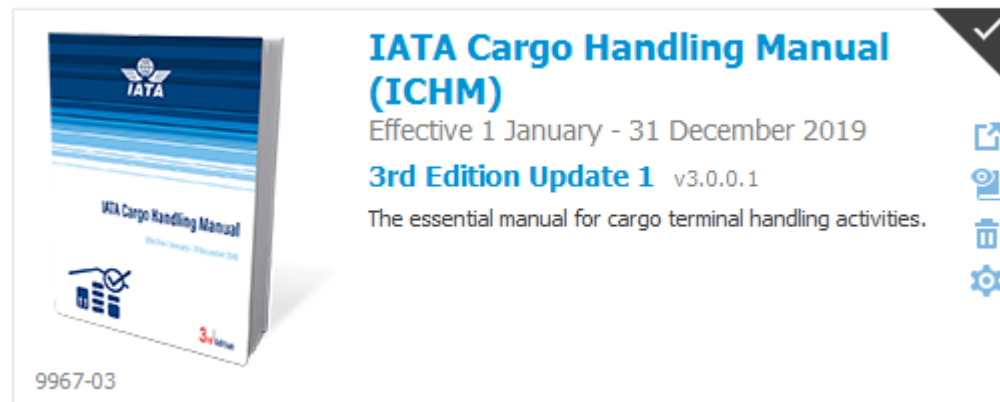 IATA
IATA Cargo Handling Manual
3rd Edition
9967-03
IATA Cargo Handling Manual
(ICHM)
Effective 1 January - 31 December 2019
3rd Edition Update 1 v3.0.0.1
The essential manual for cargo terminal handling activities.